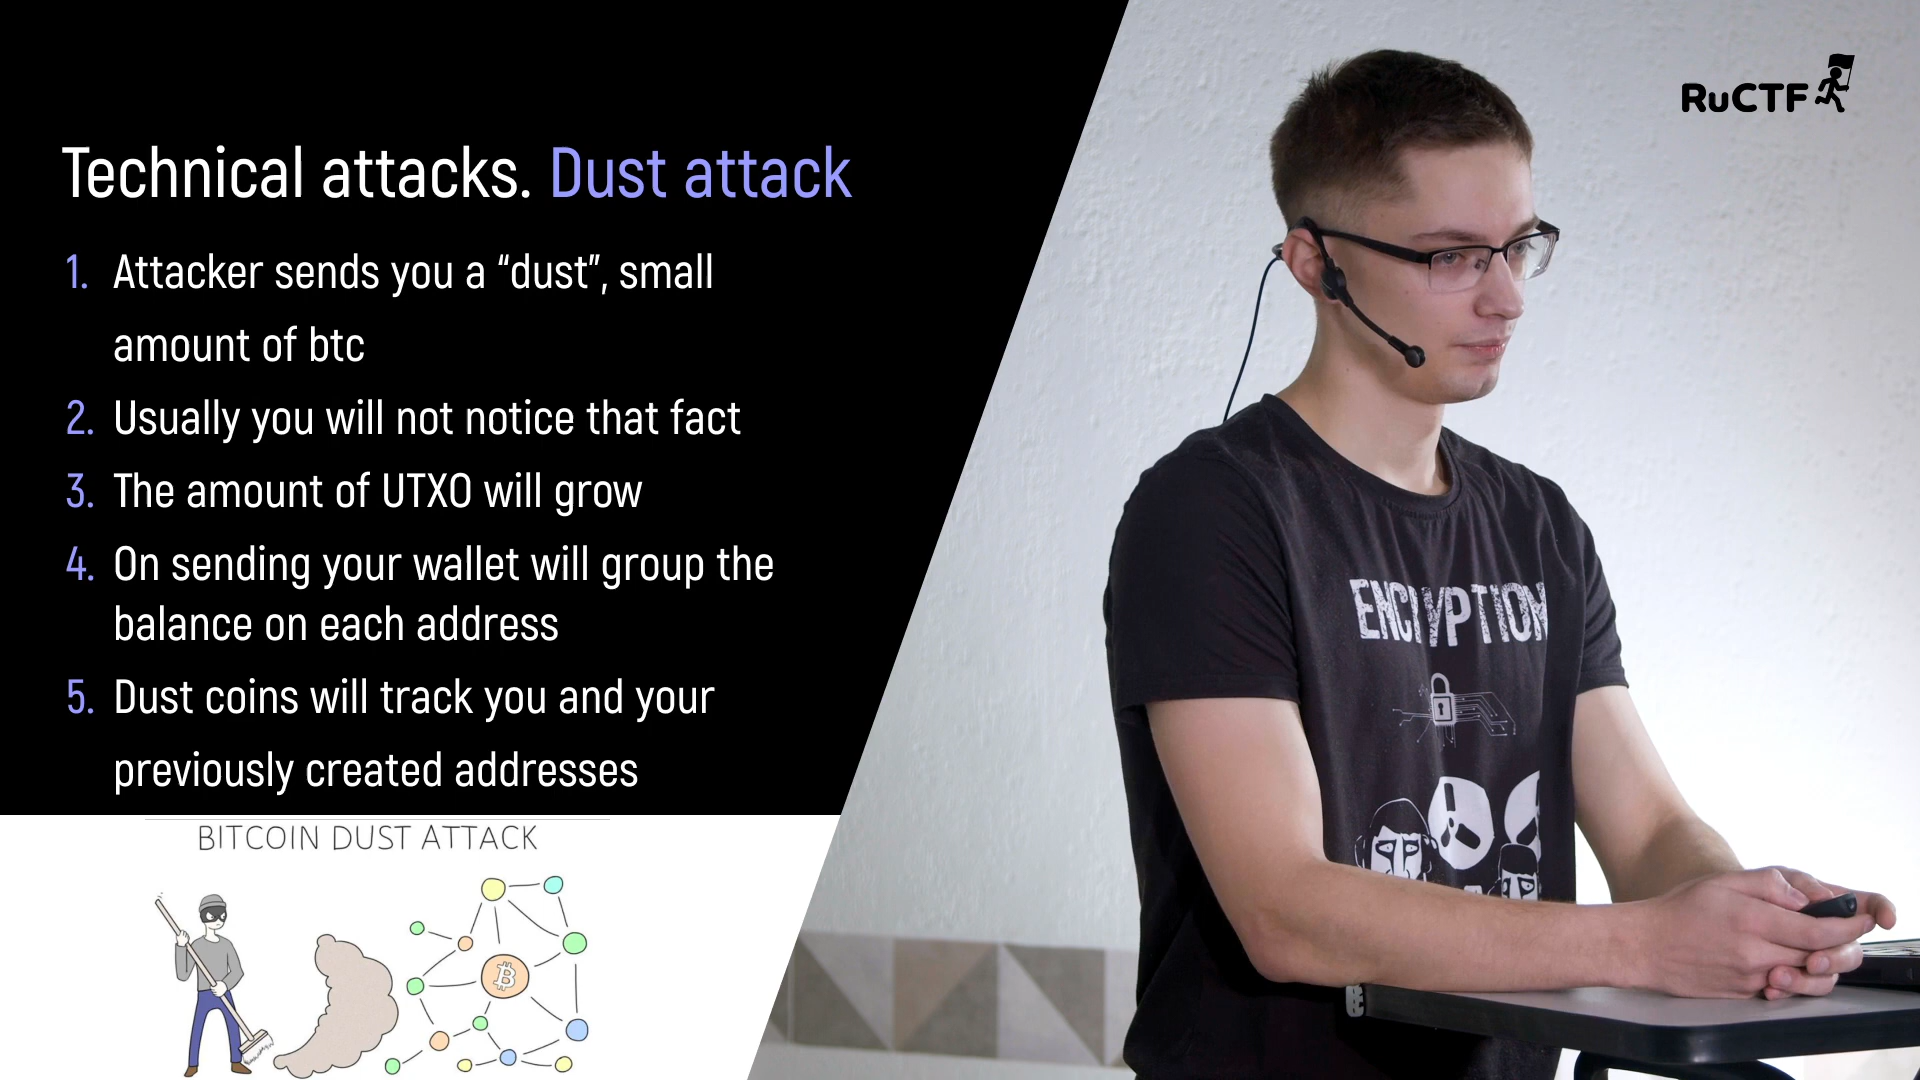 Technical attacks. Dust attack
1. Attacker sends you a “dust”, small
amount of btc
2. Usually you will not notice that fact
3. The amount of UTXO will grow
4. On sending your wallet will group the
balance on each address
5. Dust coins will track you and your
previously created addresses
BITCOIN DUST ATTACK
RuCTF
ENCRYPTION